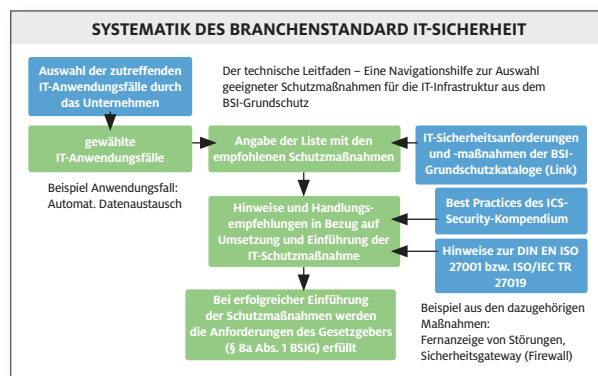 SYSTEMATIK DES BRANCHENSTANDARD IT-SICHERHEIT
Auswahl der zutreffenden
IT-Anwendungsfälle durch
das Unternehmen
Der technische Leitfaden – Eine Navigationshilfe zur Auswahl
geeigneter Schutzmaßnahmen für die IT-Infrastruktur aus dem
BSI-Grundschutz
gewählte
IT-Anwendungsfälle
Angabe der Liste mit den
empfohlenen Schutzmaßnahmen
IT-Sicherheitsanforderungen
und -maßnahmen der BSI-
Grundschutzkataloge (Link)
Beispiel Anwendungsfall:
Automat. Datenaustausch
Hinweise und Handlungs-
empfehlungen in Bezug auf
Umsetzung und Einführung der
IT-Schutzmaßnahme
Best Practices des ICS-
Security-Kompendium
Hinweise zur DIN EN ISO
27001 bzw. ISO/IEC TR
27019
Bei erfolgreicher Einführung
der Schutzmaßnahmen werden
die Anforderungen des Gesetzgebers
(§ 8a Abs. 1 BSIG) erfüllt
Beispiel aus den dazugehörigen
Maßnahmen:
Fernanzeige von Störungen,
Sicherheitsgateway (Firewall)